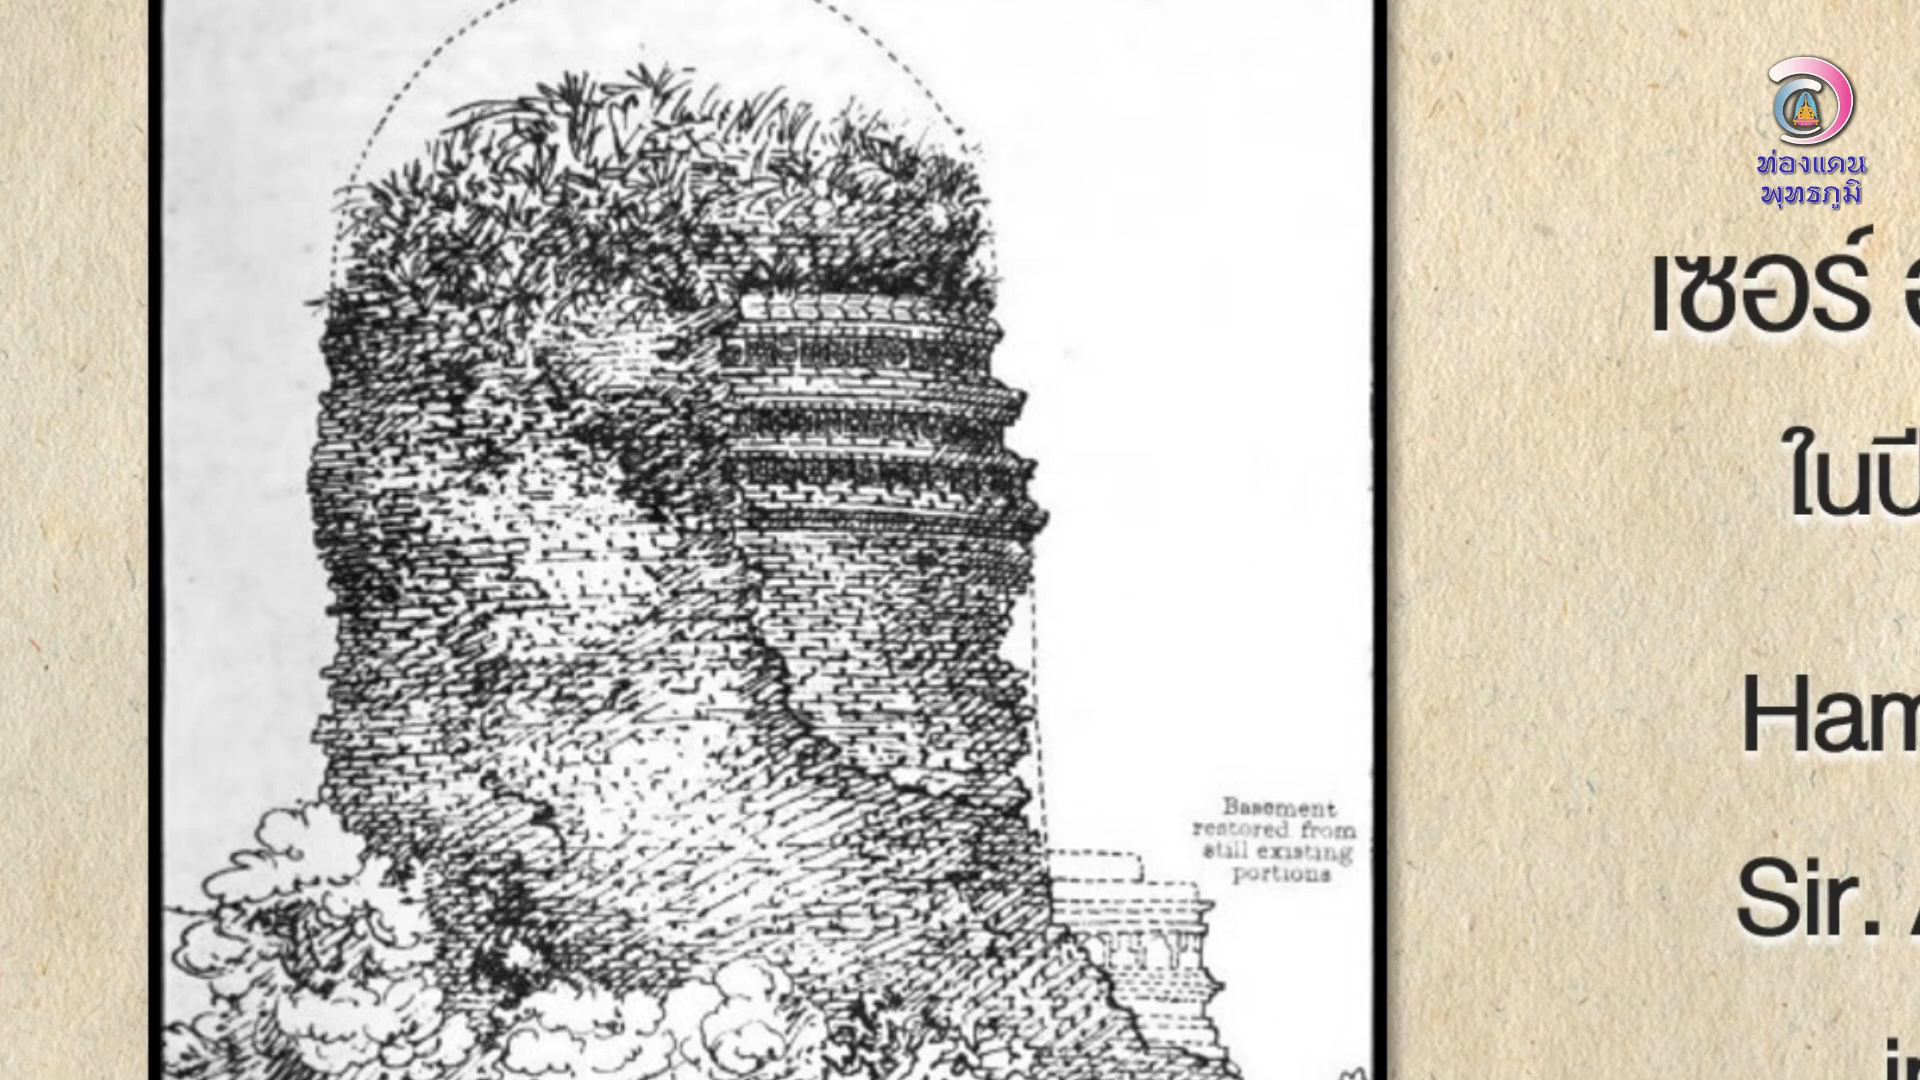 ท่องแดน
พุทธภูมิ
เซอร์
ในปี
Ham
Sir.
Basement
restored from
still existing
portions